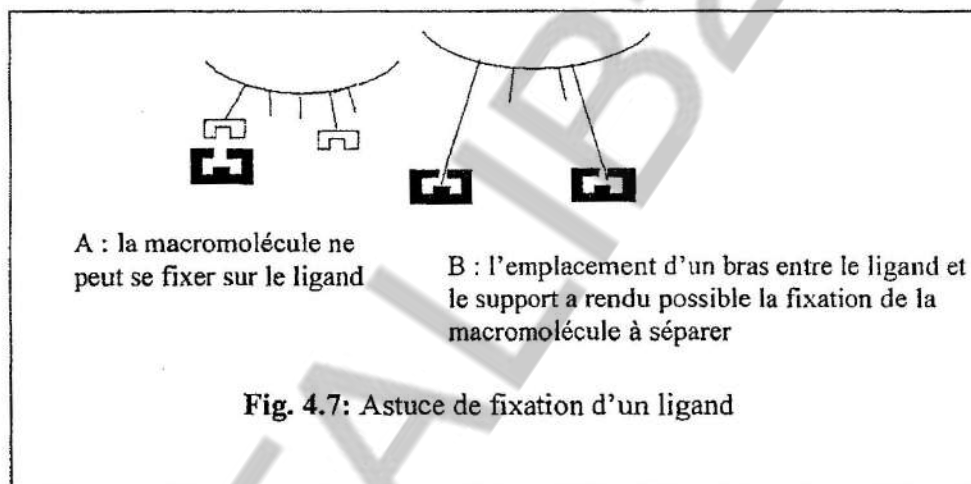 A : la macromolécule ne
peut se fixer sur le ligand
B : l'emplacement d'un bras entre le ligand et
le support a rendu possible la fixation de la
macromolécule à séparer
Fig. 4.7: Astuce de fixation d'un ligand